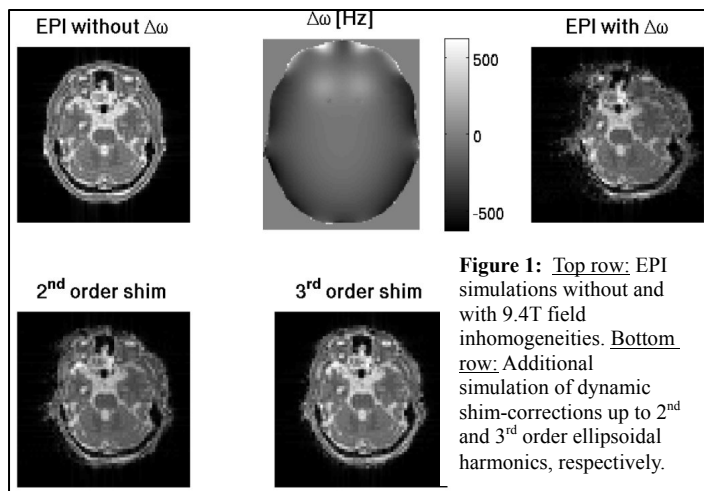 EPI without Δω
Δω [Hz]
EPI with Δω
500
0
-500
2nd order shim
3rd order shim
Figure 1: Top row: EPI
simulations without and
with 9.4T field
inhomogeneities. Bottom
row: Additional
simulation of dynamic
shim-corrections up to 2nd
and 3rd order ellipsoidal
harmonics, respectively.